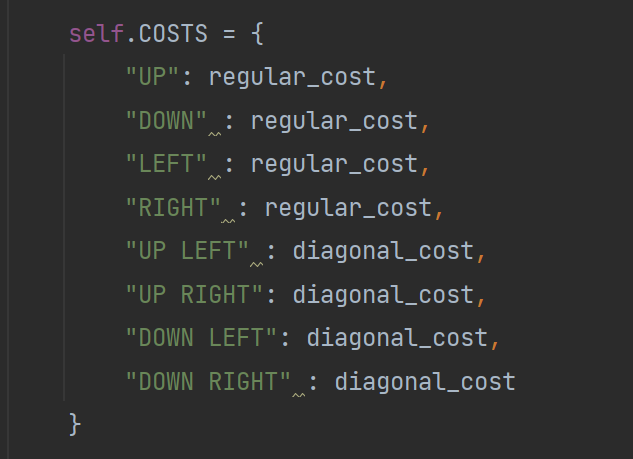 self.COSTS = {
    "UP": regular_cost,
    "DOWN" : regular_cost,
    "LEFT" : regular_cost,
    "RIGHT" : regular_cost,
    "UP LEFT" : diagonal_cost,
    "UP RIGHT": diagonal_cost,
    "DOWN LEFT": diagonal_cost,
    "DOWN RIGHT" : diagonal_cost
}